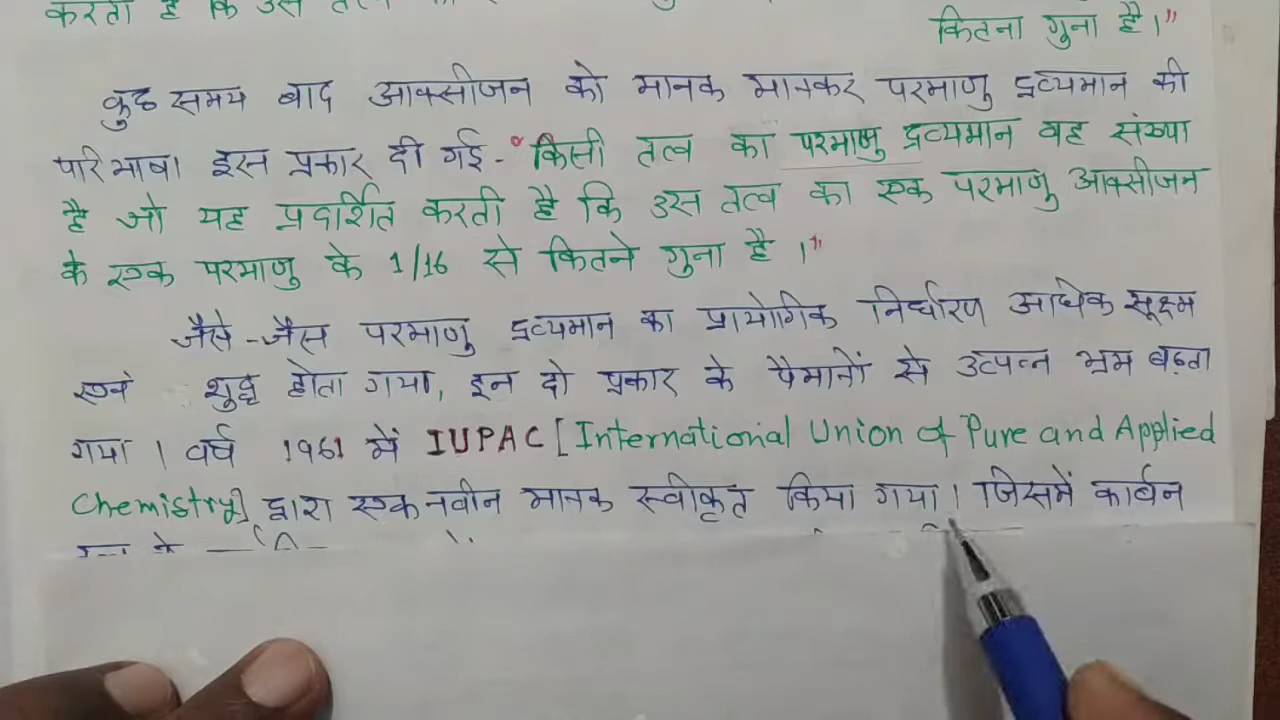 करता है कि उस तत्व
कितना गुना है।"
कुछ समय बाद आक्सीजन को मानक मानकर परमाणु द्रव्यमान की
परिभाषा इस प्रकार दी गई- "किसी तत्व का परमाणु द्रव्यमान वह संख्या
है जो यह प्रदर्शित करती है कि उस तत्व का एक परमाणु आक्सीजन
के एक परमाणु के 1/16 से कितने गुना है ।"
जैसे-जैस परमाणु द्रव्यमान का प्रायोगिक निर्धारण अधिक सूक्ष्म
एवं शुद्ध होता गया, इन दो प्रकार के पैमानों से उत्पन्न भ्रम बढ़ता
गया । वर्ष 1961 में IUPAC [International Union of Pure and Applied
Chemistry] द्वारा एक नवीन मानक स्वीकृत किया गया। जिसमें कार्बन